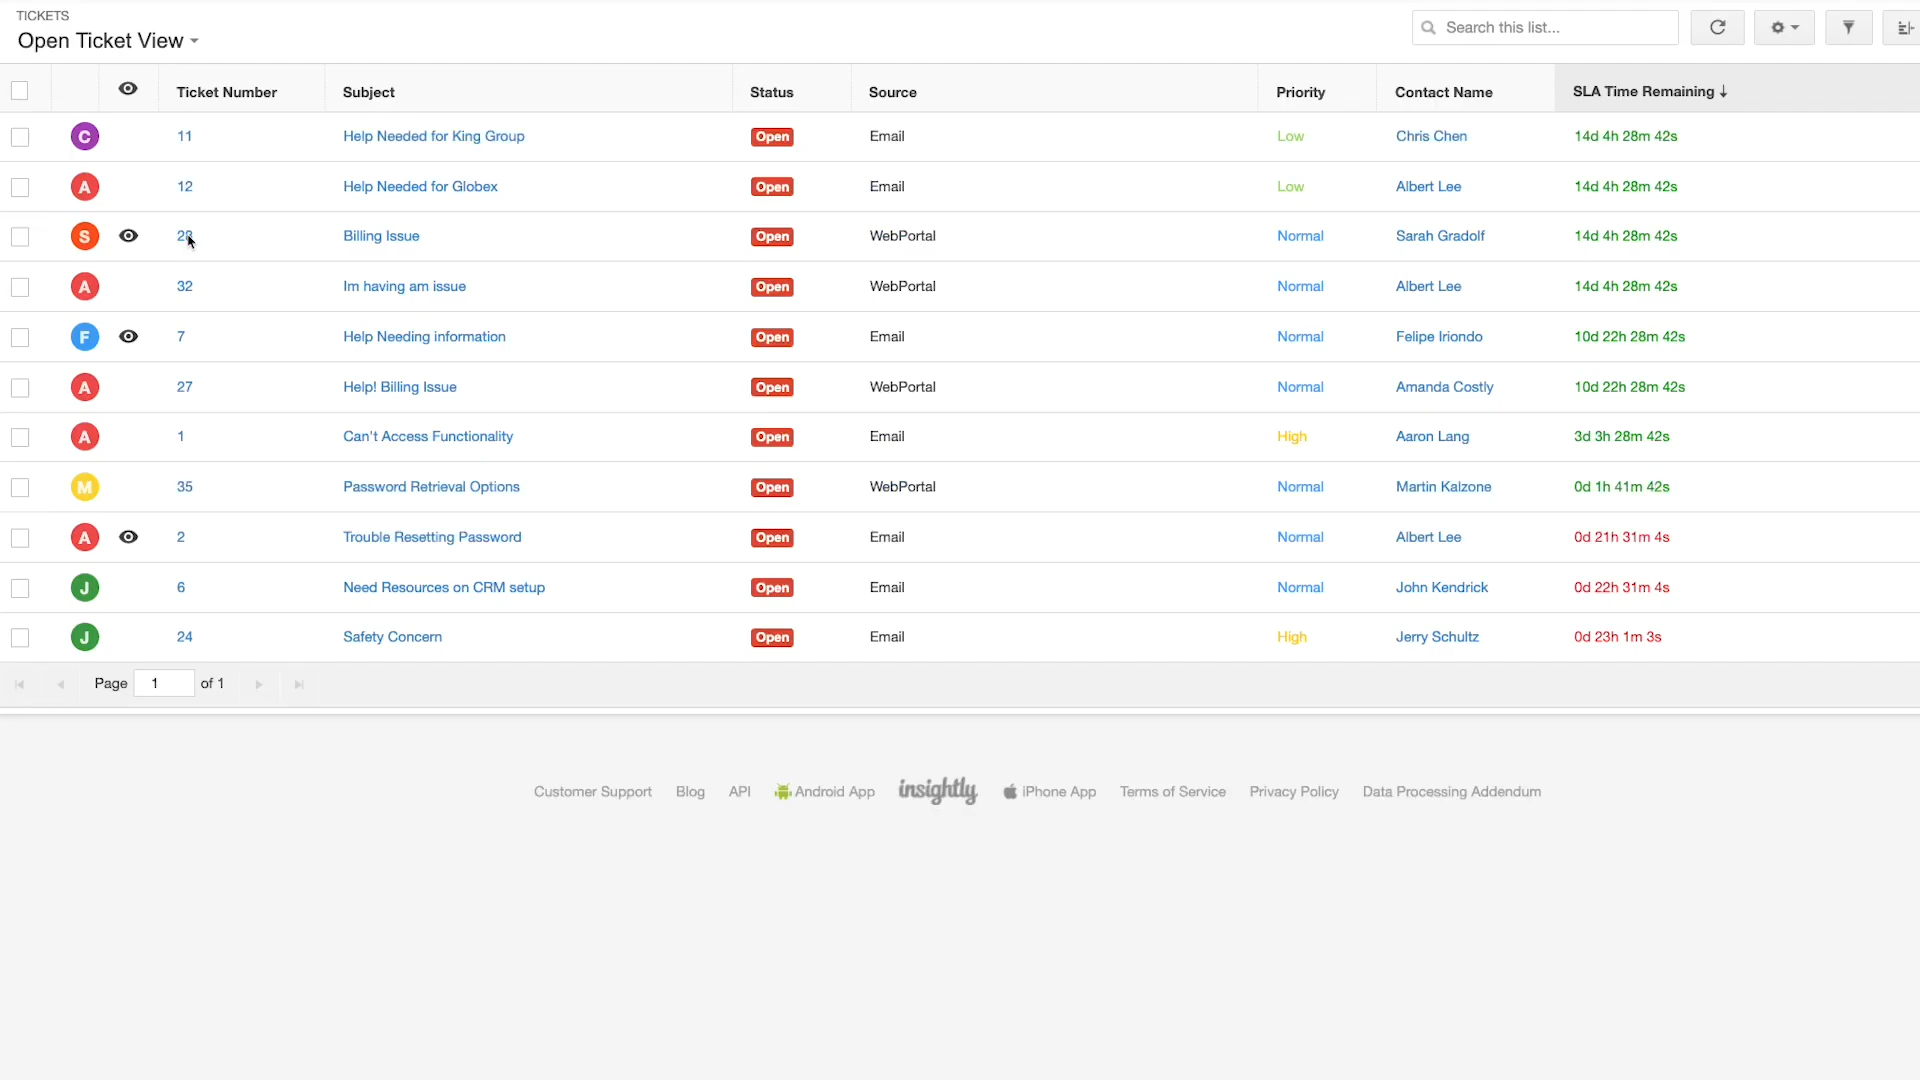 TICKETS
Open Ticket View
Search this list...
Ticket Number Subject Status Source Priority Contact Name SLA Time Remaining ↓
C 11 Help Needed for King Group Open Email Low Chris Chen 14d 4h 28m 42s
A 12 Help Needed for Globex Open Email Low Albert Lee 14d 4h 28m 42s
S Billing Issue Open WebPortal Normal Sarah Gradolf 14d 4h 28m 42s
A 32 Im having am issue Open WebPortal Normal Albert Lee 14d 4h 28m 42s
F 7 Help Needing information Open Email Normal Felipe Iriondo 10d 22h 28m 42s
A 27 Help! Billing Issue Open WebPortal Normal Amanda Costly 10d 22h 28m 42s
A 1 Can't Access Functionality Open Email High Aaron Lang 3d 3h 28m 42s
M 35 Password Retrieval Options Open WebPortal Normal Martin Kalzone 0d 1h 41m 42s
A 2 Trouble Resetting Password Open Email Normal Albert Lee 0d 21h 31m 4s
J 6 Need Resources on CRM setup Open Email Normal John Kendrick 0d 22h 31m 4s
J 24 Safety Concern Open Email High Jerry Schultz 0d 23h 1m 3s
Page 1 of 1
Customer Support Blog API Android App insightly iPhone App Terms of Service Privacy Policy Data Processing Addendum